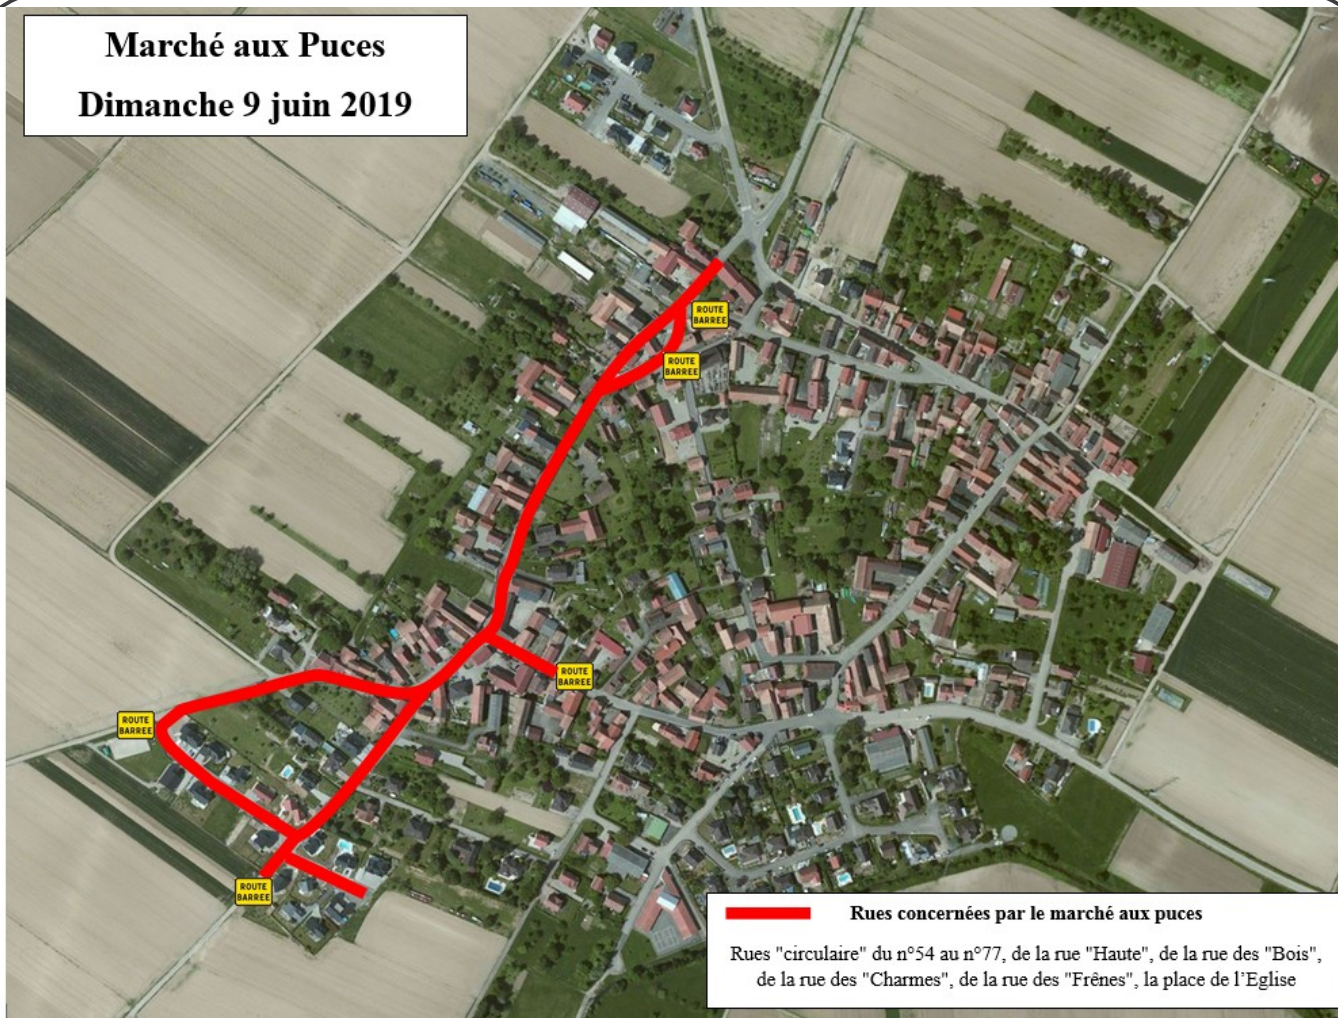 Marché aux Puces
Dimanche 9 juin 2019
ROUTE
BARREE
ROUTE
BARREE
ROUTE
BARREE
ROUTE
BARREE
ROUTE
BARREE
Rues concernées par le marché aux puces
Rues "circulaire" du n°54 au n°77, de la rue "Haute", de la rue des "Bois",
de la rue des "Charmes", de la rue des "Frênes", la place de l’Eglise